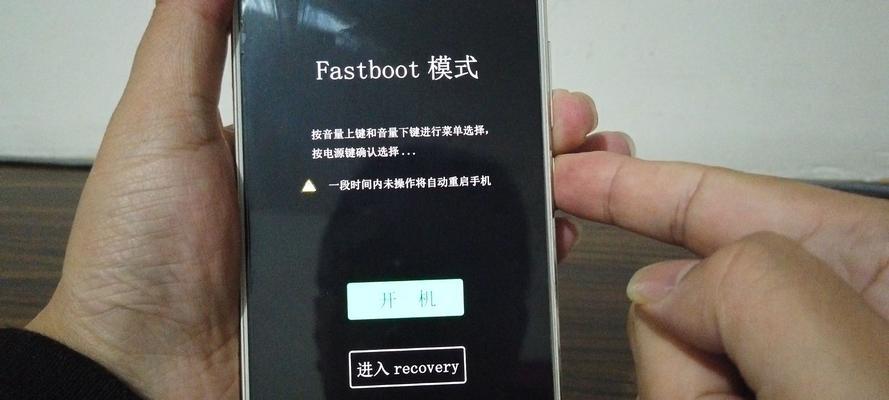 Fastboot 模式
按音量上键和音量下键进行菜单选择，
按电源键确认选择...
一段时间内未操作将自动重启手机
开 机
进入 recovery